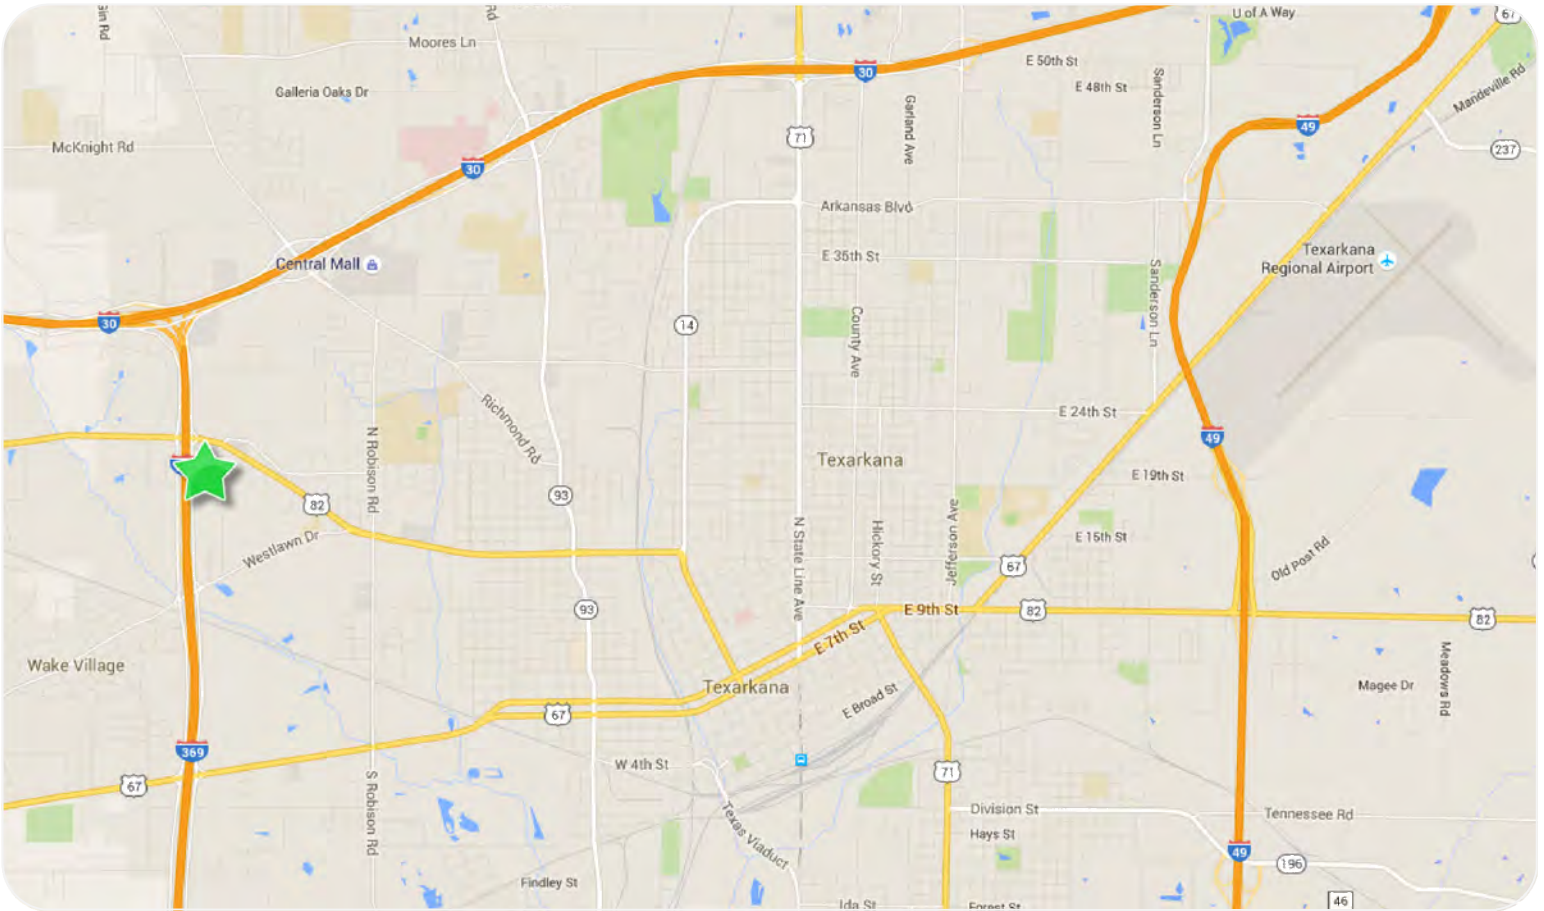 U of A Way
67
Rd
Moores Ln
E 50th St
30
Mandeville Rd
Galleria Oaks Dr
E 48th St
Sanderson Ln
Garland Ave
49
71
McKnight Rd
237
30
Arkansas Blvd
Texarkana
Regional Airport
E 35th St
Central Mall
Sanderson Ln
30
14
County Ave
Richmond Rd
E 24th St
N Robison Rd
49
Texarkana
E 19th St
82
93
Westlawn Dr
N State Line Ave
Hickory St
Jefferson Ave
E 15th St
Old Post Rd
67
93
E 9th St
82
82
E 7th St
Wake Village
Meadows Rd
Texarkana
E Broad St
Magee Dr
67
369
W 4th St
71
67
S Robison Rd
Texas Viaduct
Division St
Tennessee Rd
Hays St
49
196
Findley St
46
Ida St
Forest St